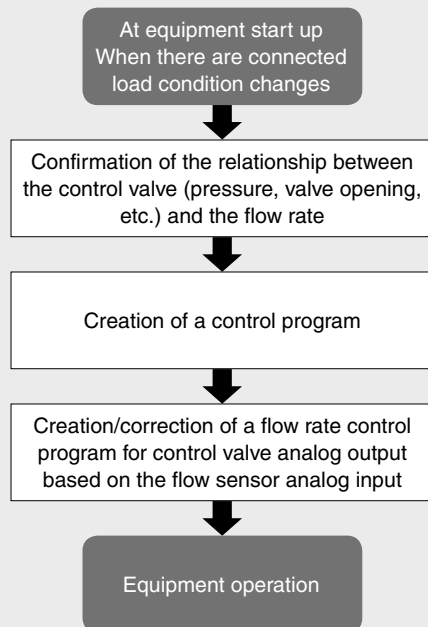 At equipment start up
When there are connected
load condition changes
Confirmation of the relationship between
the control valve (pressure, valve opening,
etc.) and the flow rate
Creation of a control program
Creation/correction of a flow rate control
program for control valve analog output
based on the flow sensor analog input
Equipment operation